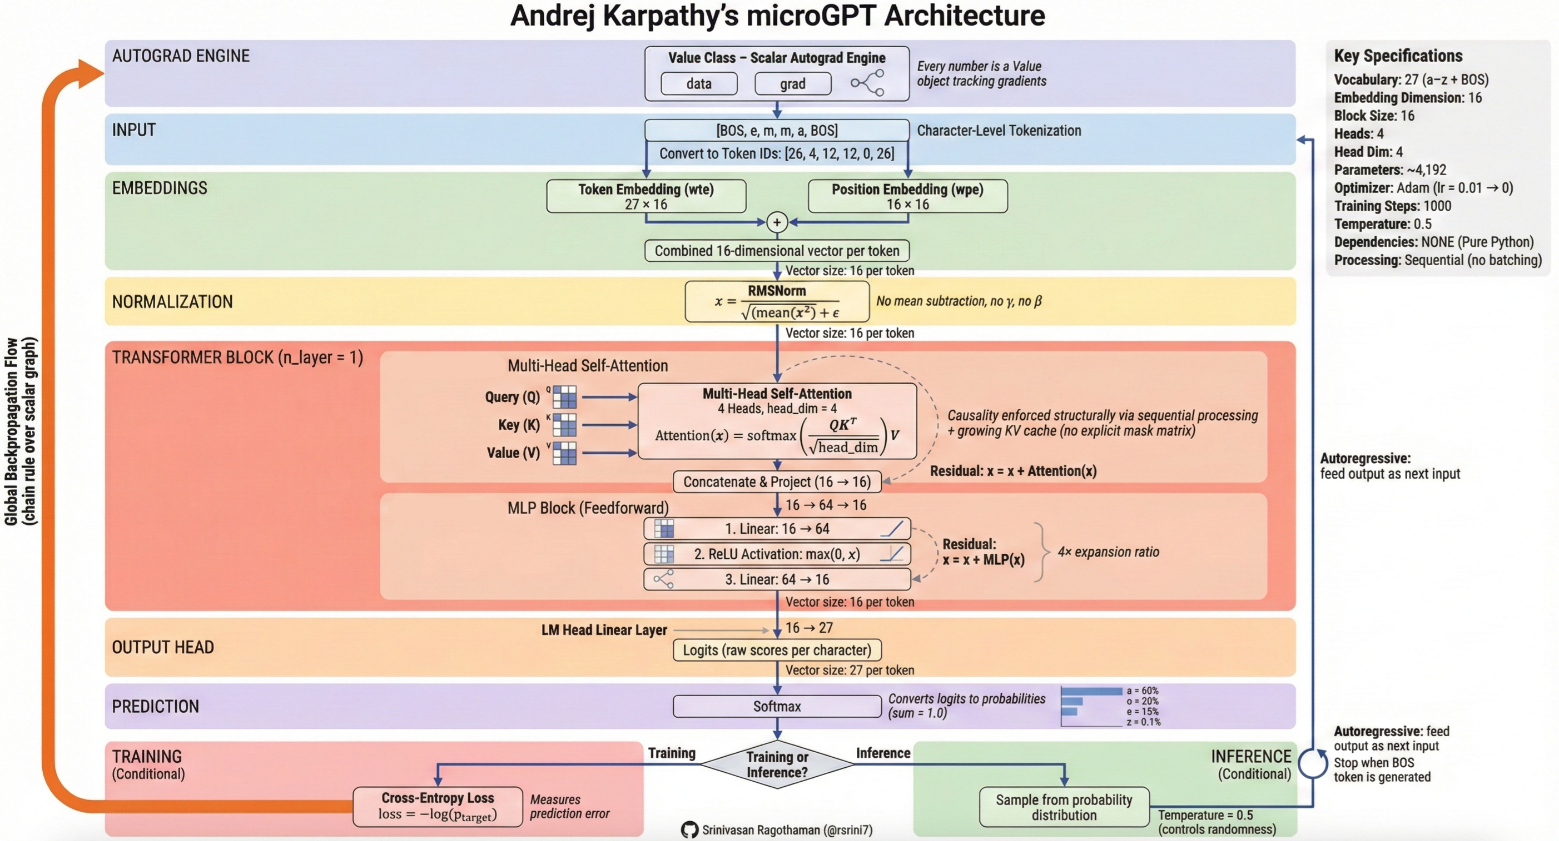 Andrej Karpathy's microGPT Architecture
AUTOGRAD ENGINE
Value Class – Scalar Autograd Engine
data
grad
Every number is a Value
object tracking gradients
INPUT
[BOS, e, m, m, a, BOS]
Character-Level Tokenization
Convert to Token IDs: [26, 4, 12, 12, 0, 26]
EMBEDDINGS
Token Embedding (wte)
27 × 16
Position Embedding (wpe)
16 × 16
+
Combined 16-dimensional vector per token
Vector size: 16 per token
NORMALIZATION
RMSNorm
x = x / √(mean(x²) + ϵ
No mean subtraction, no γ, no β
Vector size: 16 per token
TRANSFORMER BLOCK (n_layer = 1)
Multi-Head Self-Attention
Query (Q)
Q
Key (K)
K
Value (V)
V
Multi-Head Self-Attention
4 Heads, head_dim = 4
Attention(x) = softmax(QKᵀ / √head_dim) V
Causality enforced structurally via sequential processing
+ growing KV cache (no explicit mask matrix)
Residual: x = x + Attention(x)
Concatenate & Project (16 → 16)
MLP Block (Feedforward)
16 → 64 → 16
1. Linear: 16 → 64
2. ReLU Activation: max(0, x)
3. Linear: 64 → 16
Residual:
x = x + MLP(x)
4× expansion ratio
Vector size: 16 per token
OUTPUT HEAD
LM Head Linear Layer
16 → 27
Logits (raw scores per character)
Vector size: 27 per token
PREDICTION
Softmax
Converts logits to probabilities
(sum = 1.0)
a = 60%
o = 20%
e = 15%
z = 0.1%
TRAINING
(Conditional)
Training
Training or
Inference?
Inference
INFERENCE
(Conditional)
Cross-Entropy Loss
loss = −log(p_target)
Measures
prediction error
Sample from probability
distribution
Temperature = 0.5
(controls randomness)
Srinivasan Ragothaman (@rsrini7)
Global Backpropagation Flow
(chain rule over scalar graph)
Key Specifications
Vocabulary: 27 (a–z + BOS)
Embedding Dimension: 16
Block Size: 16
Heads: 4
Head Dim: 4
Parameters: ~4,192
Optimizer: Adam (lr = 0.01 → 0)
Training Steps: 1000
Temperature: 0.5
Dependencies: NONE (Pure Python)
Processing: Sequential (no batching)
Autoregressive:
feed output as next input
Autoregressive: feed
output as next input
Stop when BOS
token is generated